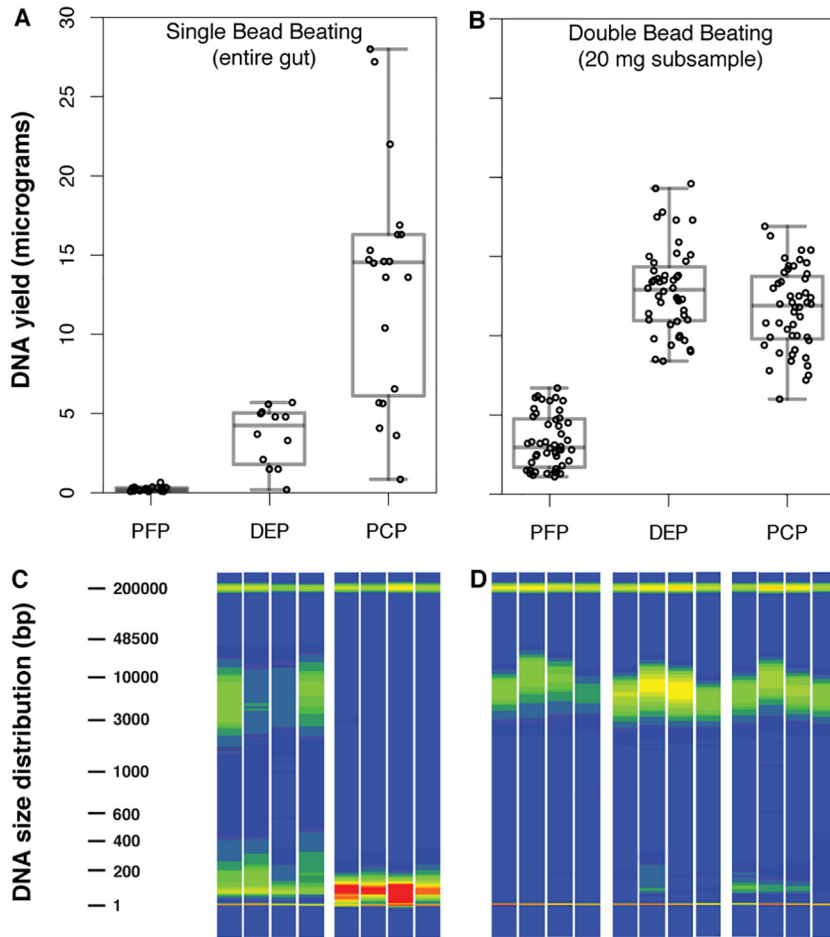 A
Single Bead Beating
(entire gut)
B
Double Bead Beating
(20 mg subsample)
DNA yield (micrograms)
30
25
20
15
10
5
0
PFP
DEP
PCP
PFP
DEP
PCP
C
D
DNA size distribution (bp)
200000
48500
10000
3000
1000
600
400
200
1